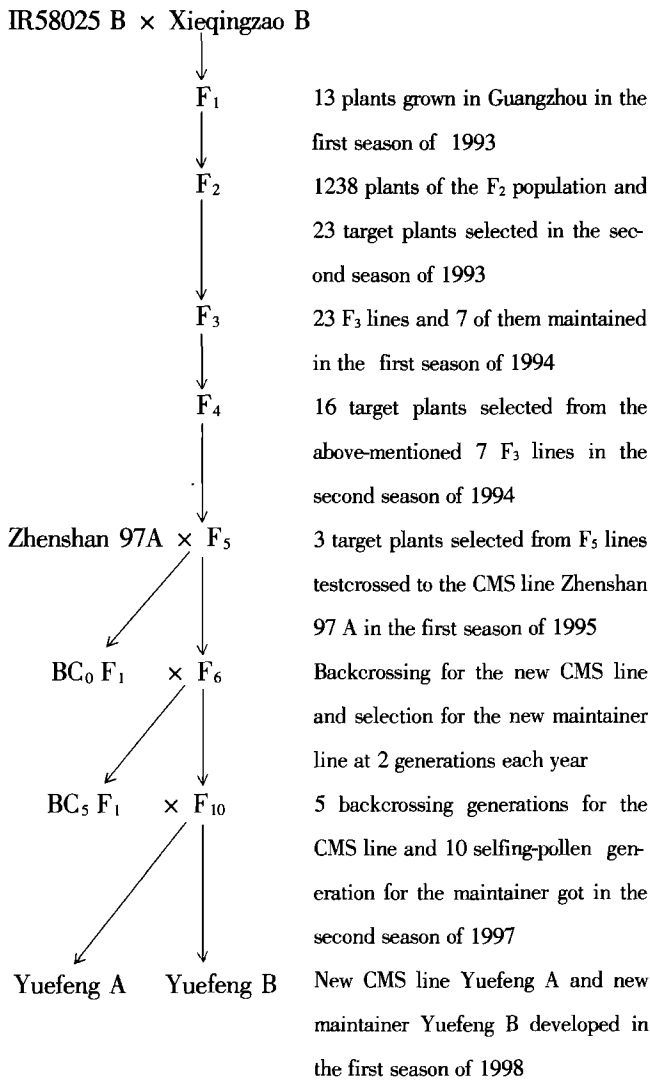 IR58025 B × Xieqingzao B
F₁ 13 plants grown in Guangzhou in the
first season of 1993
F₂ 1238 plants of the F₂ population and
23 target plants selected in the sec-
ond season of 1993
F₃ 23 F₃ lines and 7 of them maintained
in the first season of 1994
F₄ 16 target plants selected from the
above-mentioned 7 F₃ lines in the
second season of 1994
Zhenshan 97A × F₅ 3 target plants selected from F₅ lines
testcrossed to the CMS line Zhenshan
97 A in the first season of 1995
BC₀ F₁ × F₆ Backcrossing for the new CMS line
and selection for the new maintainer
line at 2 generations each year
BC₅ F₁ × F₁₀ 5 backcrossing generations for the
CMS line and 10 selfing-pollen gen-
eration for the maintainer got in the
second season of 1997
Yuefeng A Yuefeng B New CMS line Yuefeng A and new
maintainer Yuefeng B developed in
the first season of 1998